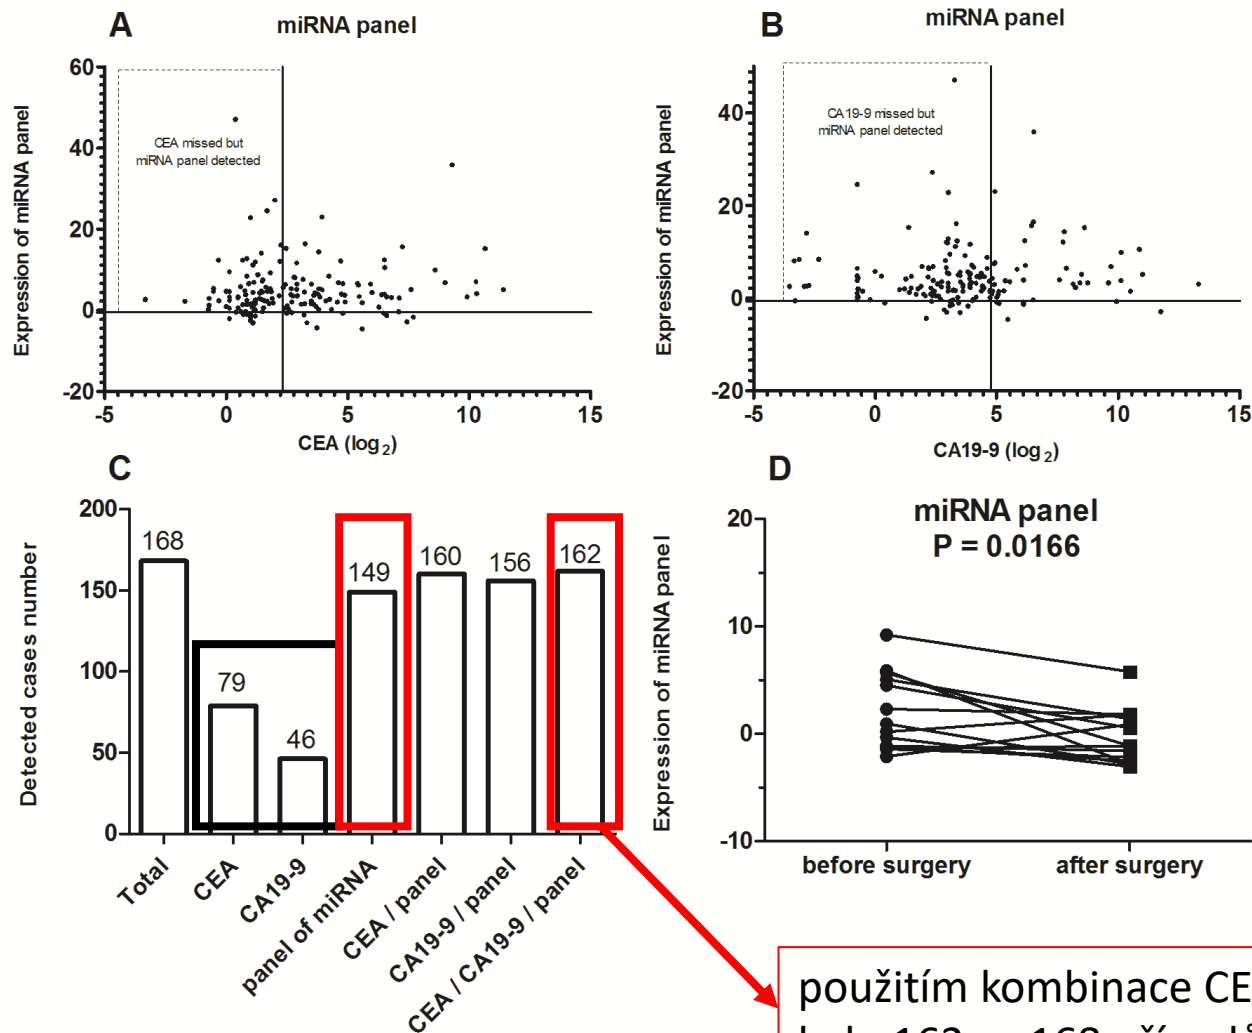 A
miRNA panel
60
40
20
0
-20
Expression of miRNA panel
CEA missed but
miRNA panel detected
-5
0
5
10
15
CEA (log2)
B
miRNA panel
40
20
0
-20
Expression of miRNA panel
CA19-9 missed but
miRNA panel detected
-5
0
5
10
15
CA19-9 (log2)
C
200
150
100
50
0
Detected cases number
168
79
46
149
160
156
162
Total
CEA
CA19-9
panel of miRNA
CEA / panel
CA19-9 / panel
CEA / CA19-9 / panel
D
miRNA panel
P = 0.0166
20
10
0
-10
Expression of miRNA panel
before surgery
after surgery
použitím kombinace CE